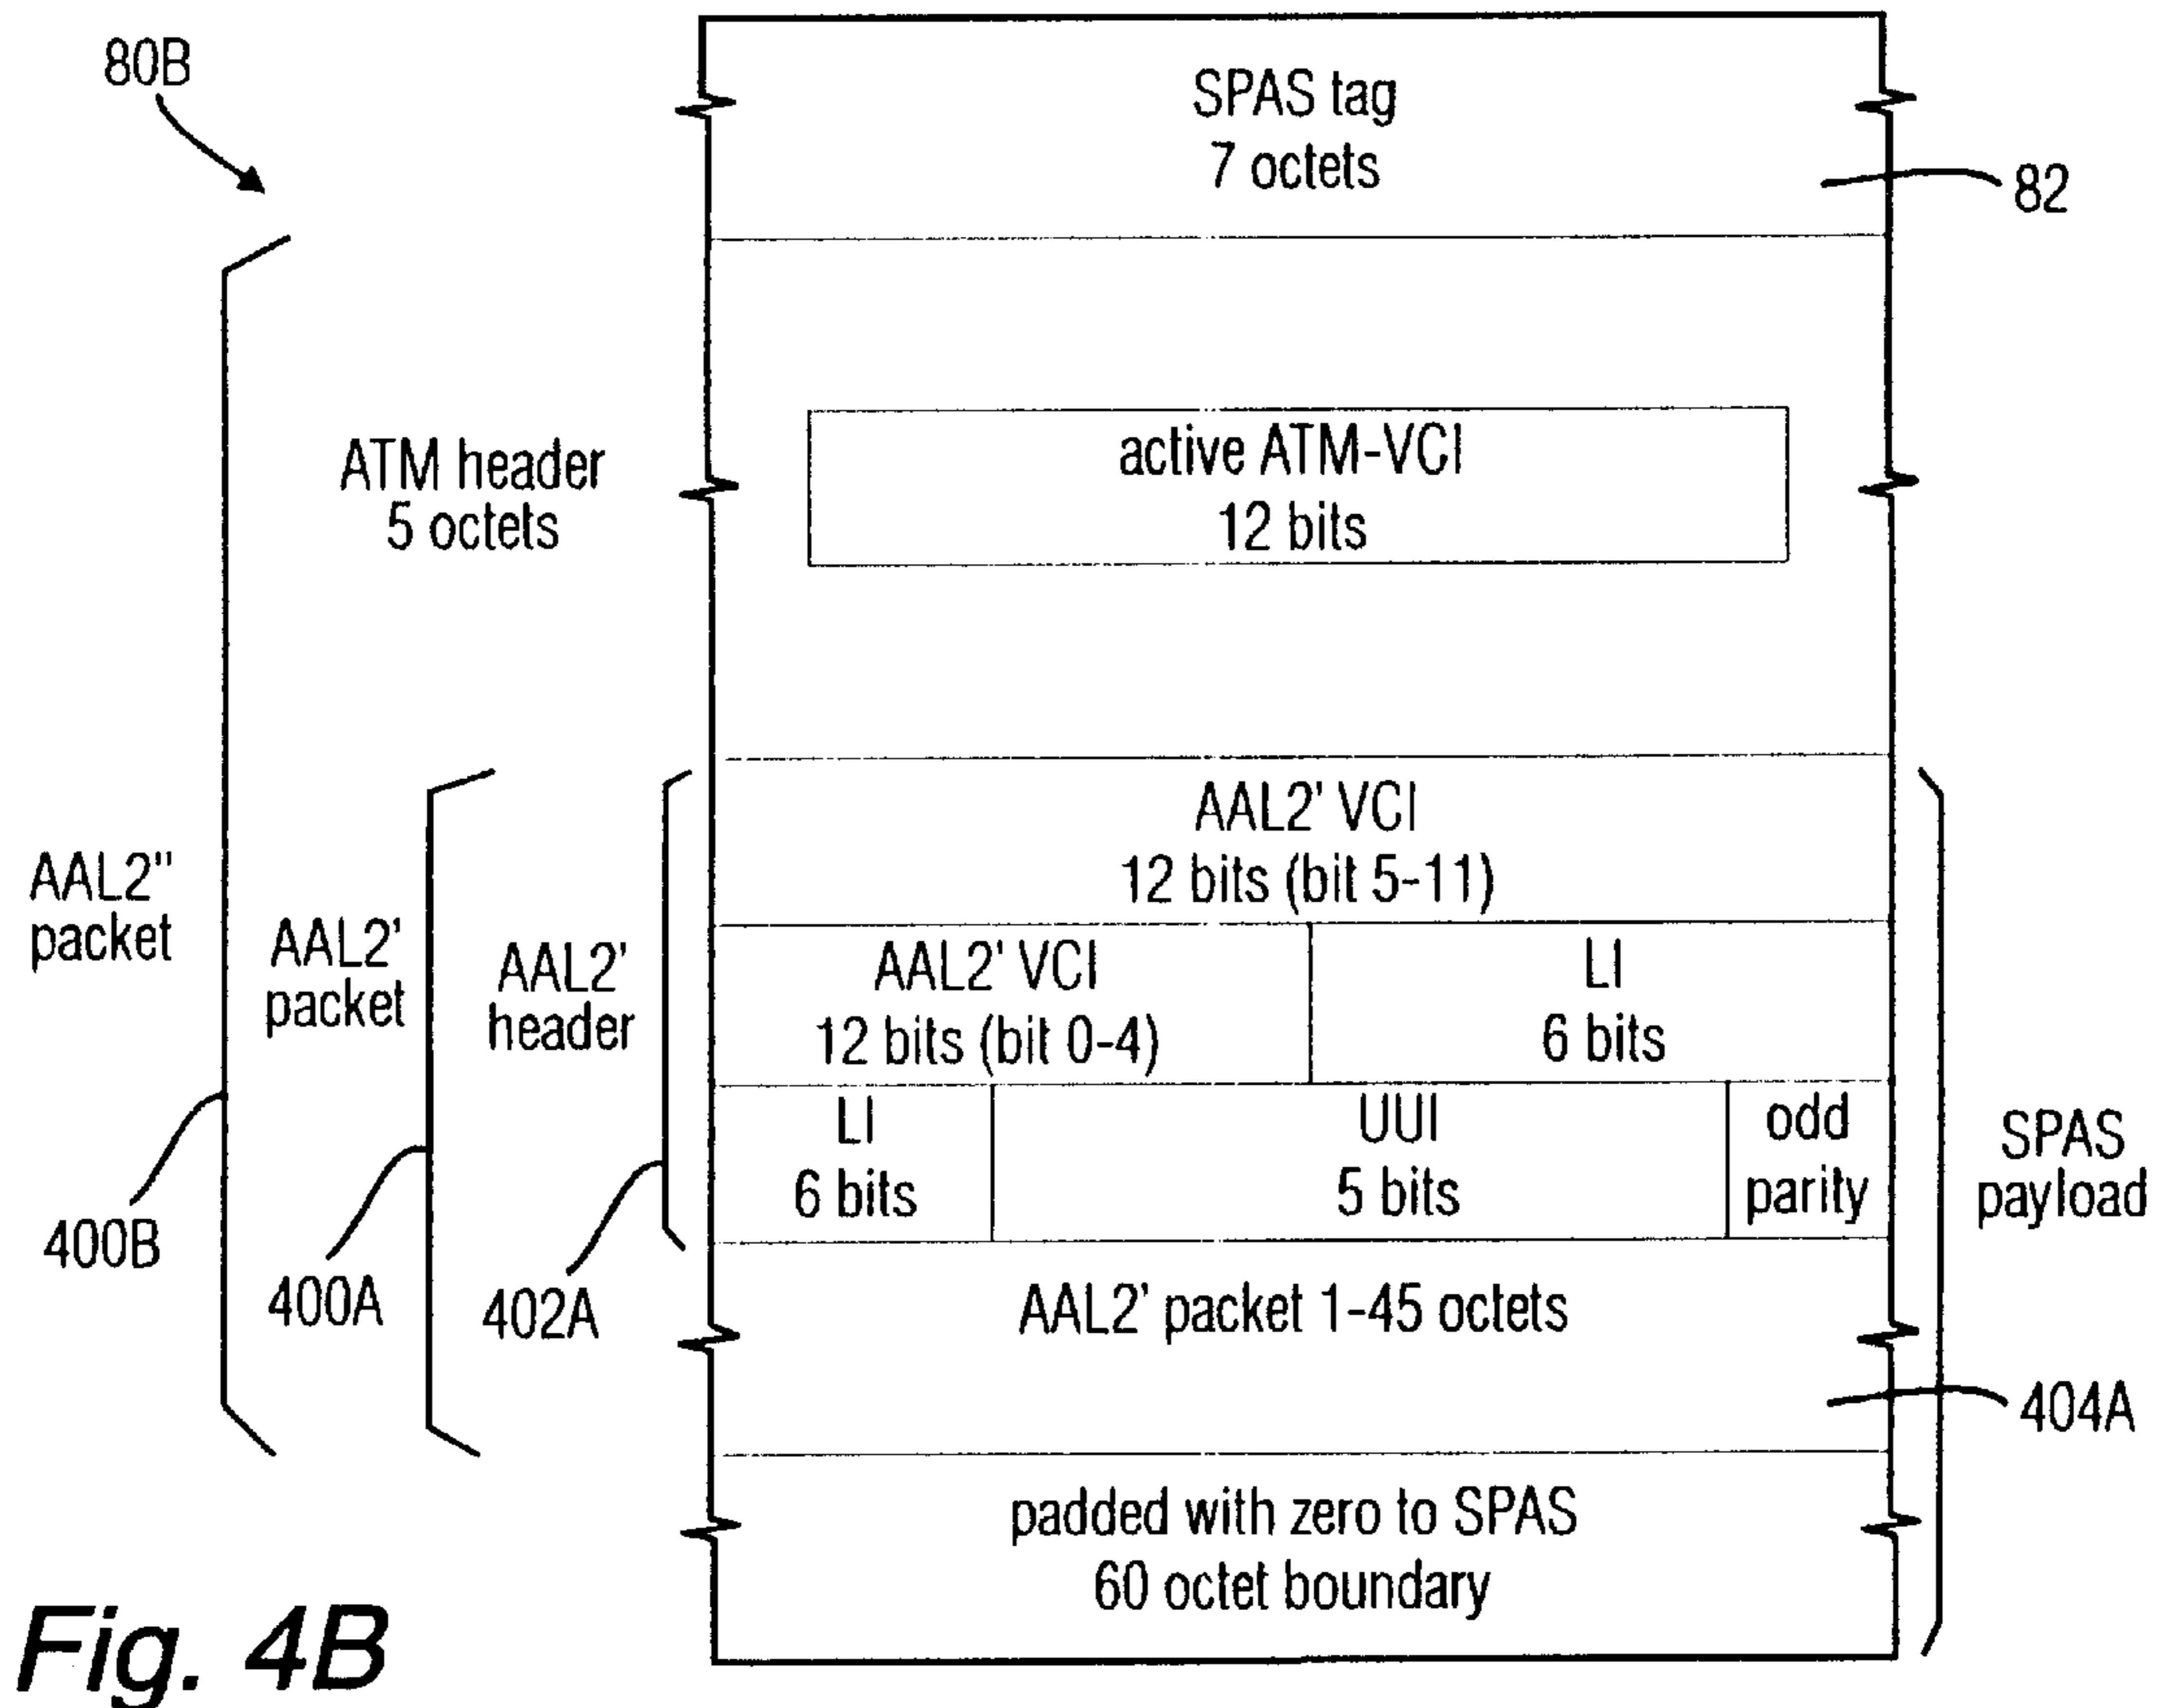 80B
SPAS tag
7 octets
82
ATM header
5 octets
active ATM-VCI
12 bits
AAL2' VCI
12 bits (bit 5-11)
AAL2"
packet
AAL2'
packet
AAL2'
header
AAL2' VCI
12 bits (bit 0-4)
LI
6 bits
LI
6 bits
UUI
5 bits
odd
parity
SPAS
payload
400B
400A
402A
AAL2' packet 1-45 octets
404A
padded with zero to SPAS
60 octet boundary
Fig. 4B